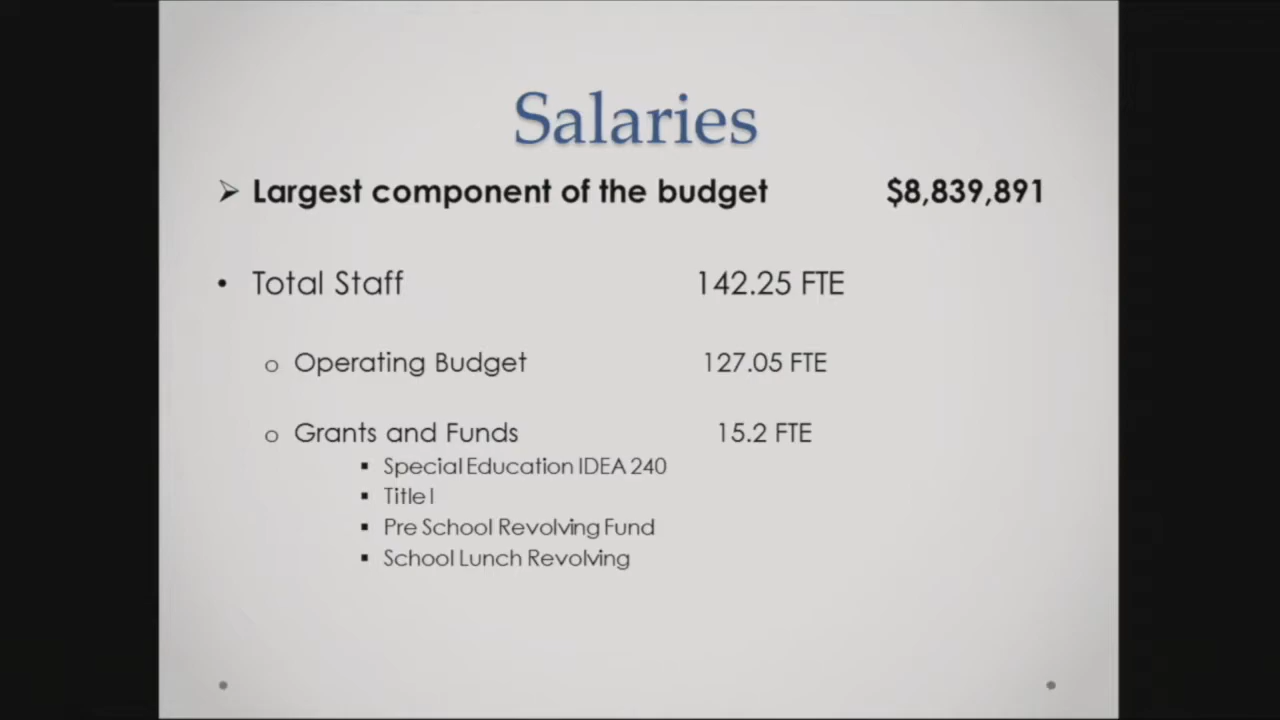 Salaries
➢ Largest component of the budget $8,839,891
• Total Staff 142.25 FTE
o Operating Budget 127.05 FTE
o Grants and Funds 15.2 FTE
▪ Special Education IDEA 240
▪ Title I
▪ Pre School Revolving Fund
▪ School Lunch Revolving